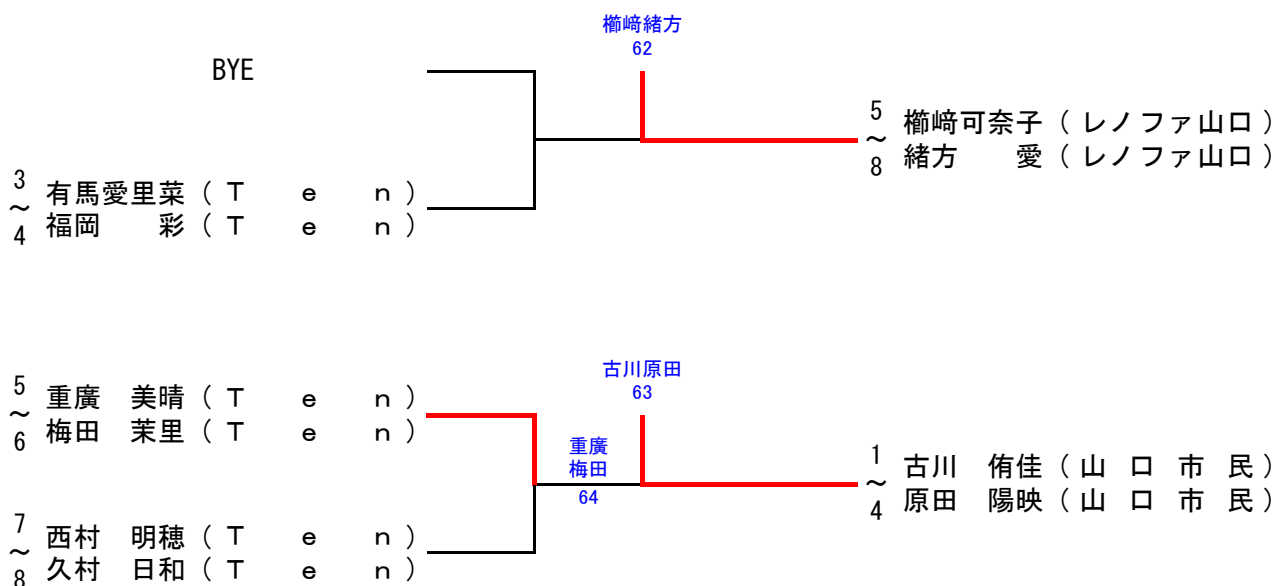 櫛﨑緒方
62
BYE
5
~
8
櫛﨑可奈子 ( レノファ山口 )
緒方 愛 ( レノファ山口 )
3
~
4
有馬愛里菜 ( T e n )
福岡 彩 ( T e n )
5
~
6
重廣 美晴 ( T e n )
梅田 茉里 ( T e n )
古川原田
63
重廣
梅田
64
1
~
4
古川 侑佳 ( 山 口 市 民 )
原田 陽映 ( 山 口 市 民 )
7
~
8
西村 明穂 ( T e n )
久村 日和 ( T e n )